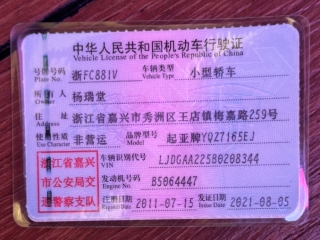 中华人民共和国机动车行驶证
Vehicle License of the People's Republic of China
号牌号码 浙FC881V 车辆类型 小型轿车
Plate No. Vehicle Type
所有人 杨瑞堂
Owner
住址 浙江省嘉兴市秀洲区王店镇梅嘉路259号
Address
使用性质 非营运 品牌型号 起亚牌YQZ7165EJ
Use Character Model
浙江省嘉兴 车辆识别代号 LJDGAA22580208344
VIN
市公安局交 发动机号码 B5064447
Engine No.
通警察支队 注册日期 2011-07-15 发证日期 2021-08-05
Register Date Issue Date